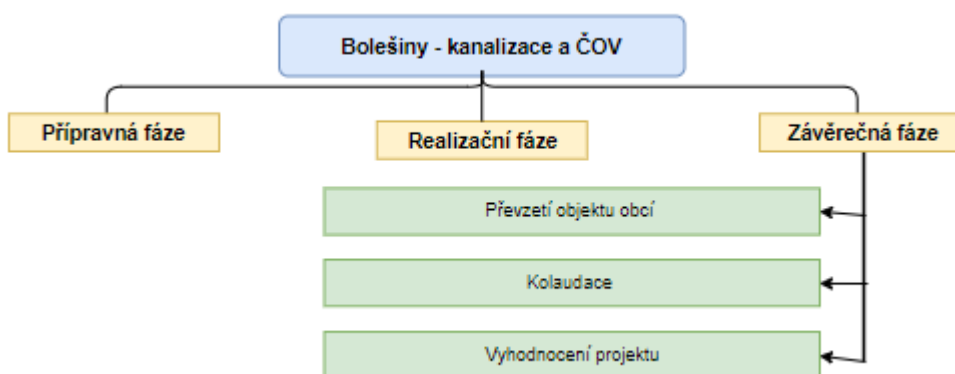 Bolešiny - kanalizace a ČOV
Přípravná fáze
Realizační fáze
Závěrečná fáze
Převzetí objektu obcí
Kolaudace
Vyhodnocení projektu